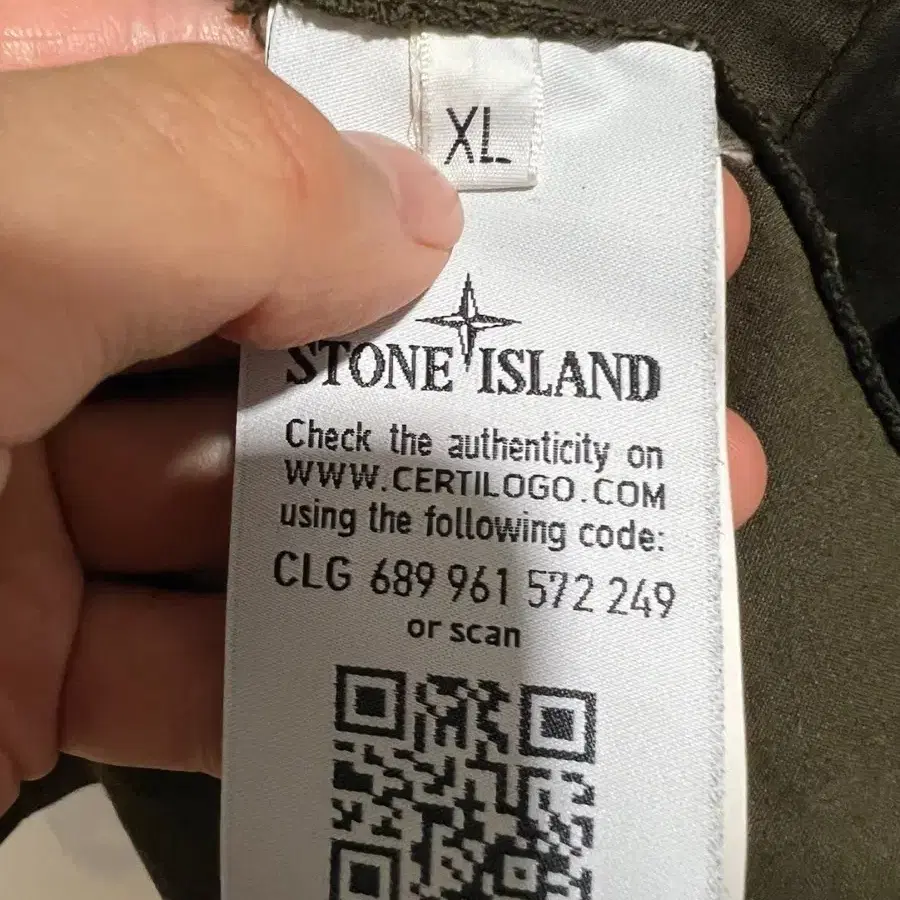 XL
STONE ISLAND
Check the authenticity on
WWW.CERTILOGO.COM
using the following code:
CLG 689 961 572 249
or scan